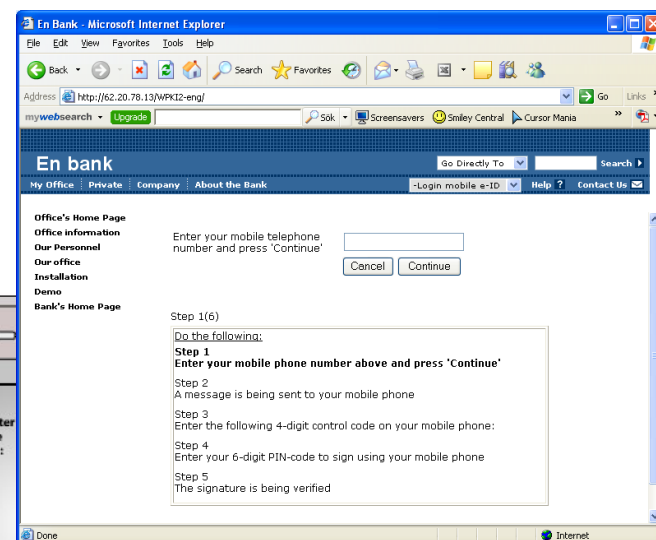 En Bank - Microsoft Internet Explorer
File Edit View Favorites Tools Help
Back Search Favorites
Address http://62.20.78.13/WPKI2-eng/ Go Links »
mywebsearch Upgrade Sök Screensavers Smiley Central Cursor Mania »
En bank Go Directly To Search
My Office Private Company About the Bank -Login mobile e-ID Help ? Contact Us
Office's Home Page
Office information
Our Personnel
Our office
Installation
Demo
Bank's Home Page
Enter your mobile telephone
number and press 'Continue'
Cancel Continue
Step 1(6)
Do the following:
Step 1
Enter your mobile phone number above and press 'Continue'
Step 2
A message is being sent to your mobile phone
Step 3
Enter the following 4-digit control code on your mobile phone:
Step 4
Enter your 6-digit PIN-code to sign using your mobile phone
Step 5
The signature is being verified
Done Internet